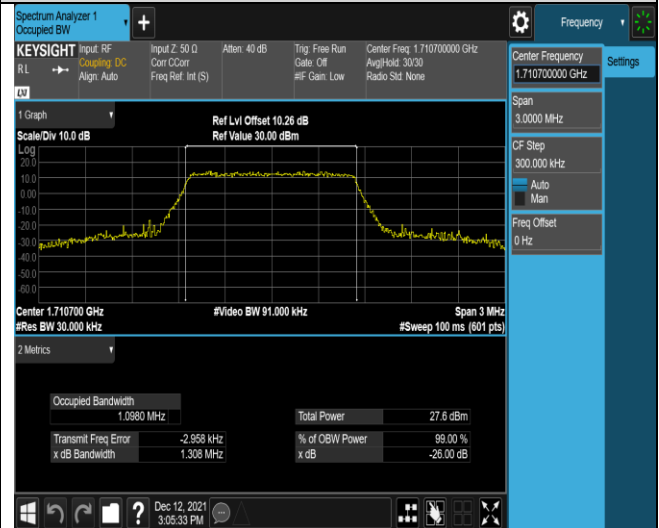 Spectrum Analyzer 1
Occupied BW
+
Frequency
KEYSIGHT
RL
LXI
Input: RF
Coupling: DC
Align: Auto
Input Z: 50 Ω
Corr CCorr
Freq Ref: Int (S)
Atten: 40 dB
Trig: Free Run
Gate: Off
#IF Gain: Low
Center Freq: 1.710700000 GHz
Avg|Hold: 30/30
Radio Std: None
Center Frequency
1.710700000 GHz
Settings
Span
3.0000 MHz
CF Step
300.000 kHz
Auto
Man
Freq Offset
0 Hz
1 Graph
Scale/Div 10.0 dB
Ref Lvl Offset 10.26 dB
Ref Value 30.00 dBm
Log
20.0
10.0
0.00
-10.0
-20.0
-30.0
-40.0
-50.0
-60.0
Center 1.710700 GHz
#Res BW 30.000 kHz
#Video BW 91.000 kHz
Span 3 MHz
#Sweep 100 ms (601 pts)
2 Metrics
Occupied Bandwidth
1.0980 MHz
Total Power 27.6 dBm
Transmit Freq Error -2.958 kHz
% of OBW Power 99.00 %
x dB Bandwidth 1.308 MHz
x dB -26.00 dB
?
Dec 12, 2021
3:05:33 PM